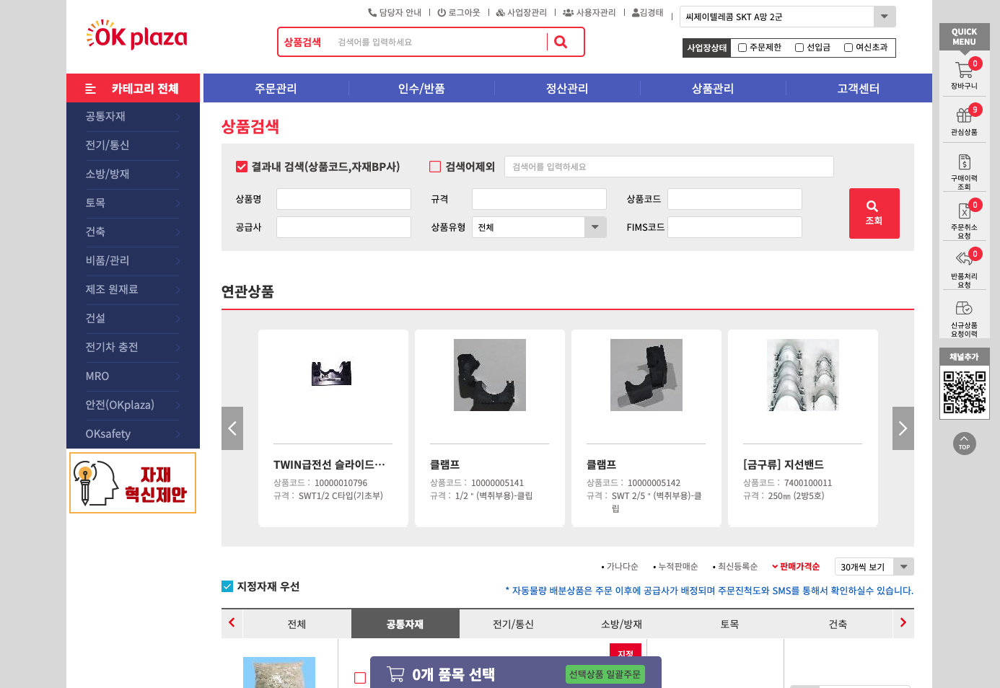 담당자 안내
로그아웃
사업장관리
사용자관리
김경태
씨제이텔레콤 SKT A망 2군
OK plaza
상품검색
검색어를 입력하세요
사업장상태
주문제한
선입금
여신초과
카테고리 전체
주문관리
인수/반품
정산관리
상품관리
고객센터
공통자재
전기/통신
소방/방재
토목
건축
비품/관리
제조 원재료
건설
전기차 충전
MRO
안전(OKplaza)
OKsafety
자재
혁신제안
상품검색
결과내 검색(상품코드,자재BP사)
검색어제외
검색어를 입력하세요
상품명
규격
상품코드
공급사
상품유형
전체
FIMS코드
조회
연관상품
TWIN급전선 슬라이드…
상품코드 : 10000010796
규격 : SWT1/2 C타입(기초부)
클램프
상품코드 : 10000005141
규격 : 1/2 " (벽취부용)-클립
클램프
상품코드 : 10000005142
규격 : SWT 2/5 " (벽취부용)-클
립
[금구류] 지선밴드
상품코드 : 7400100011
규격 : 250㎜ (2방5호)
• 가나다순
• 누적판매순
• 최신등록순
판매가격순
30개씩 보기
지정자재 우선
* 자동물량 배분상품은 주문 이후에 공급사가 배정되며 주문진척도와 SMS를 통해서 확인하실수 있습니다.
전체
공통자재
전기/통신
소방/방재
토목
건축
지정
0개 품목 선택
선택상품 일괄주문
QUICK
MENU
0
장바구니
9
관심상품
구매이력
조회
0
주문취소
요청
0
반품처리
요청
신규상품
요청이력
채널추가
TOP